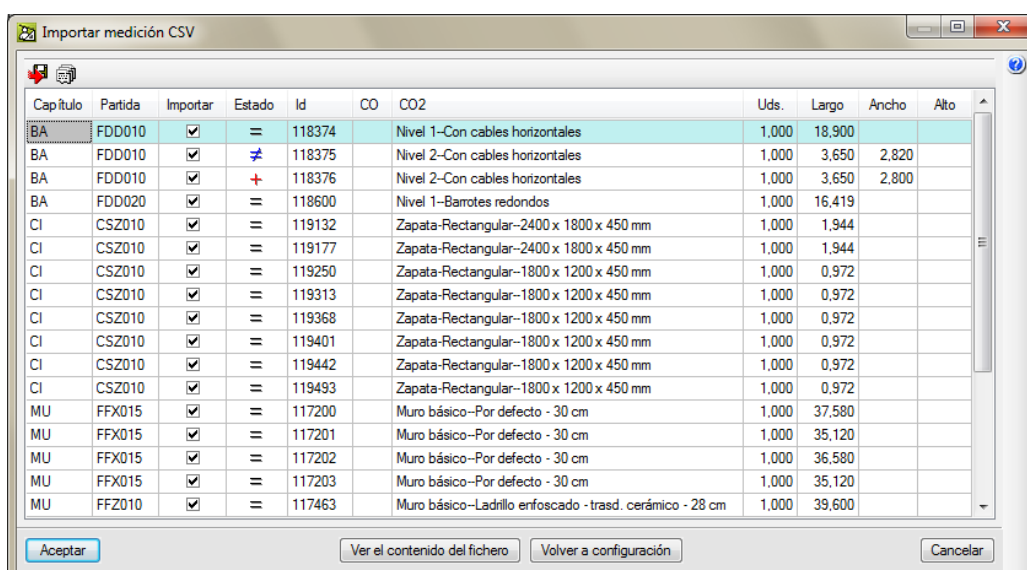 Importar medición CSV
Capítulo Partida Importar Estado Id CO CO2 Uds. Largo Ancho Alto
BA FDD010 = 118374 Nivel 1--Con cables horizontales 1,000 18,900
BA FDD010 ≠ 118375 Nivel 2--Con cables horizontales 1,000 3,650 2,820
BA FDD010 + 118376 Nivel 2--Con cables horizontales 1,000 3,650 2,800
BA FDD020 = 118600 Nivel 1--Barrotes redondos 1,000 16,419
CI CSZ010 = 119132 Zapata-Rectangular--2400 x 1800 x 450 mm 1,000 1,944
CI CSZ010 = 119177 Zapata-Rectangular--2400 x 1800 x 450 mm 1,000 1,944
CI CSZ010 = 119250 Zapata-Rectangular--1800 x 1200 x 450 mm 1,000 0,972
CI CSZ010 = 119313 Zapata-Rectangular--1800 x 1200 x 450 mm 1,000 0,972
CI CSZ010 = 119368 Zapata-Rectangular--1800 x 1200 x 450 mm 1,000 0,972
CI CSZ010 = 119401 Zapata-Rectangular--1800 x 1200 x 450 mm 1,000 0,972
CI CSZ010 = 119442 Zapata-Rectangular--1800 x 1200 x 450 mm 1,000 0,972
CI CSZ010 = 119493 Zapata-Rectangular--1800 x 1200 x 450 mm 1,000 0,972
MU FFX015 = 117200 Muro básico--Por defecto - 30 cm 1,000 37,580
MU FFX015 = 117201 Muro básico--Por defecto - 30 cm 1,000 35,120
MU FFX015 = 117202 Muro básico--Por defecto - 30 cm 1,000 36,580
MU FFX015 = 117203 Muro básico--Por defecto - 30 cm 1,000 35,120
MU FFZ010 = 117463 Muro básico--Ladrillo enfoscado - trasd. cerámico - 28 cm 1,000 39,600
Aceptar Ver el contenido del fichero Volver a configuración Cancelar